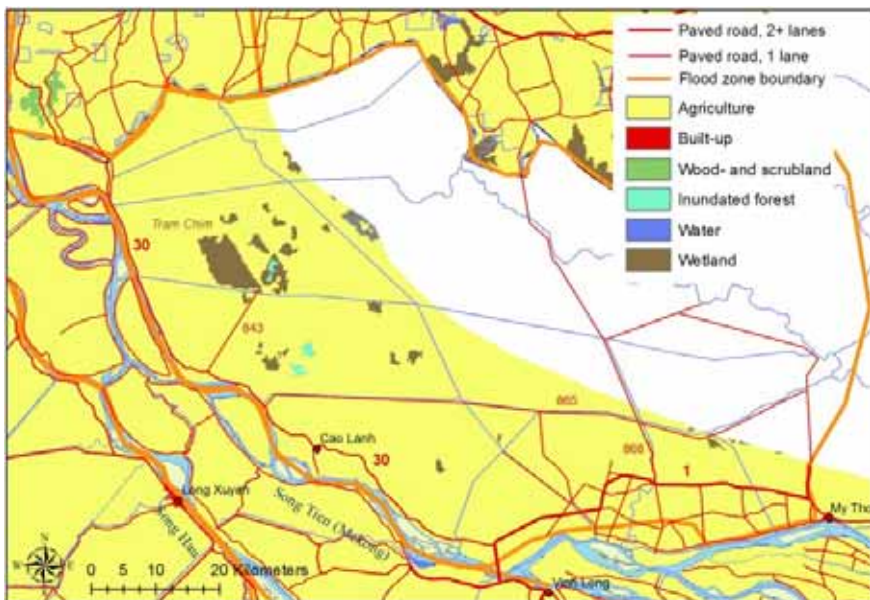 Paved road, 2+ lanes
Paved road, 1 lane
Flood zone boundary
Agriculture
Built-up
Wood- and scrubland
Inundated forest
Water
Wetland
Tram Chim
30
843
865
Cao Lanh
30
868
1
Long Xuyen
My Tho
Song Tien (Mekong)
Song Hau
N
W E
S
0 5 10 20 Kilometers
Vinh Long